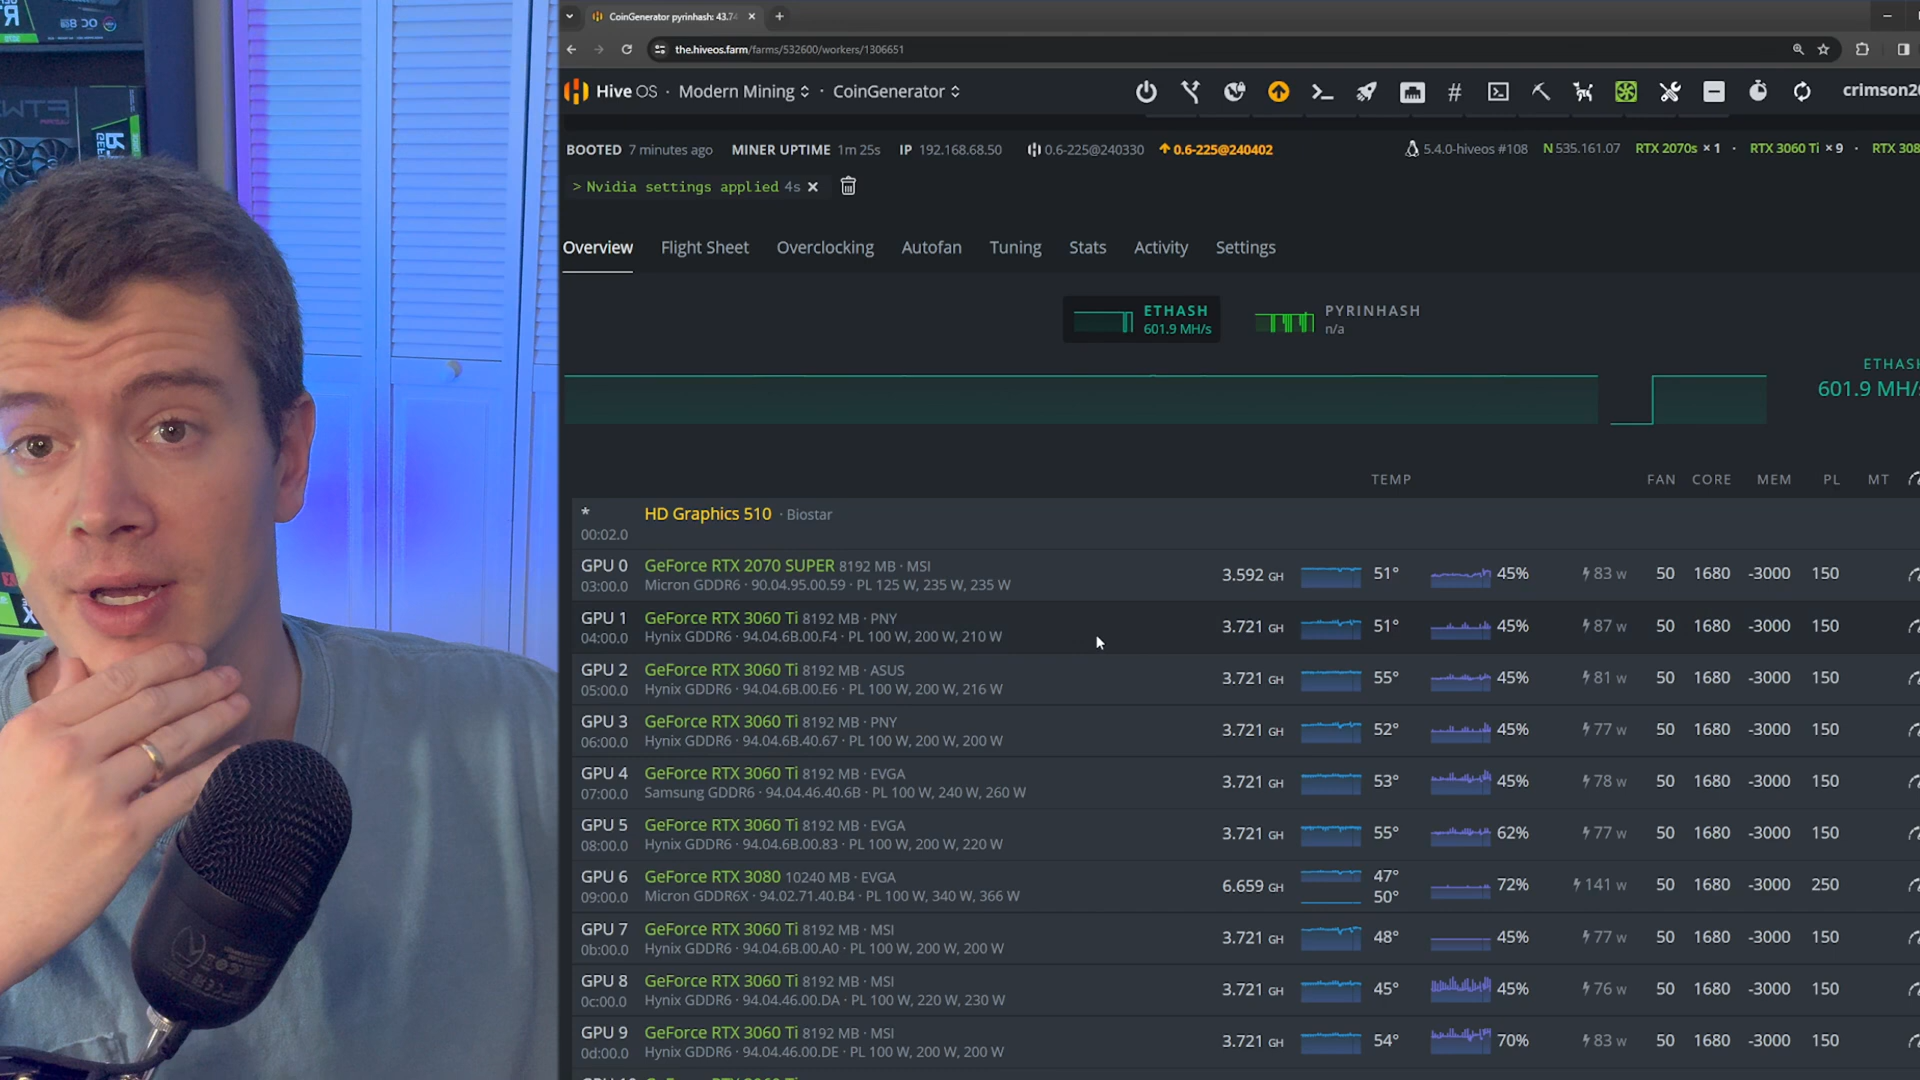 CoinGenerator pyrinhash: 43.74
the.hiveos.farm/farms/532600/workers/1306651
Hive OS · Modern Mining · CoinGenerator
crimson20
BOOTED 7 minutes ago MINER UPTIME 1m 25s IP 192.168.68.50 0.6-225@240330 0.6-225@240402 5.4.0-hiveos #108 N 535.161.07 RTX 2070s × 1 · RTX 3060 Ti × 9 · RTX 308
> Nvidia settings applied 4s
Overview Flight Sheet Overclocking Autofan Tuning Stats Activity Settings
ETHASH
601.9 MH/s
PYRINHASH
n/a
ETHASH
601.9 MH/s
TEMP FAN CORE MEM PL MT
* HD Graphics 510 · Biostar
00:02.0
GPU 0 GeForce RTX 2070 SUPER 8192 MB · MSI 3.592 GH 51° 45% 83 W 50 1680 -3000 150
03:00.0 Micron GDDR6 · 90.04.95.00.59 · PL 125 W, 235 W, 235 W
GPU 1 GeForce RTX 3060 Ti 8192 MB · PNY 3.721 GH 51° 45% 87 W 50 1680 -3000 150
04:00.0 Hynix GDDR6 · 94.04.6B.00.F4 · PL 100 W, 200 W, 210 W
GPU 2 GeForce RTX 3060 Ti 8192 MB · ASUS 3.721 GH 55° 45% 81 W 50 1680 -3000 150
05:00.0 Hynix GDDR6 · 94.04.6B.00.E6 · PL 100 W, 200 W, 216 W
GPU 3 GeForce RTX 3060 Ti 8192 MB · PNY 3.721 GH 52° 45% 77 W 50 1680 -3000 150
06:00.0 Hynix GDDR6 · 94.04.6B.40.67 · PL 100 W, 200 W, 200 W
GPU 4 GeForce RTX 3060 Ti 8192 MB · EVGA 3.721 GH 53° 45% 78 W 50 1680 -3000 150
07:00.0 Samsung GDDR6 · 94.04.46.40.6B · PL 100 W, 240 W, 260 W
GPU 5 GeForce RTX 3060 Ti 8192 MB · EVGA 3.721 GH 55° 62% 77 W 50 1680 -3000 150
08:00.0 Hynix GDDR6 · 94.04.6B.00.83 · PL 100 W, 200 W, 220 W
GPU 6 GeForce RTX 3080 10240 MB · EVGA 6.659 GH 47° 72% 141 W 50 1680 -3000 250
09:00.0 Micron GDDR6X · 94.02.71.40.B4 · PL 100 W, 340 W, 366 W 50°
GPU 7 GeForce RTX 3060 Ti 8192 MB · MSI 3.721 GH 48° 45% 77 W 50 1680 -3000 150
0b:00.0 Hynix GDDR6 · 94.04.6B.00.A0 · PL 100 W, 200 W, 200 W
GPU 8 GeForce RTX 3060 Ti 8192 MB · MSI 3.721 GH 45° 45% 76 W 50 1680 -3000 150
0c:00.0 Hynix GDDR6 · 94.04.46.00.DA · PL 100 W, 220 W, 230 W
GPU 9 GeForce RTX 3060 Ti 8192 MB · MSI 3.721 GH 54° 70% 83 W 50 1680 -3000 150
0d:00.0 Hynix GDDR6 · 94.04.46.00.DE · PL 100 W, 200 W, 200 W